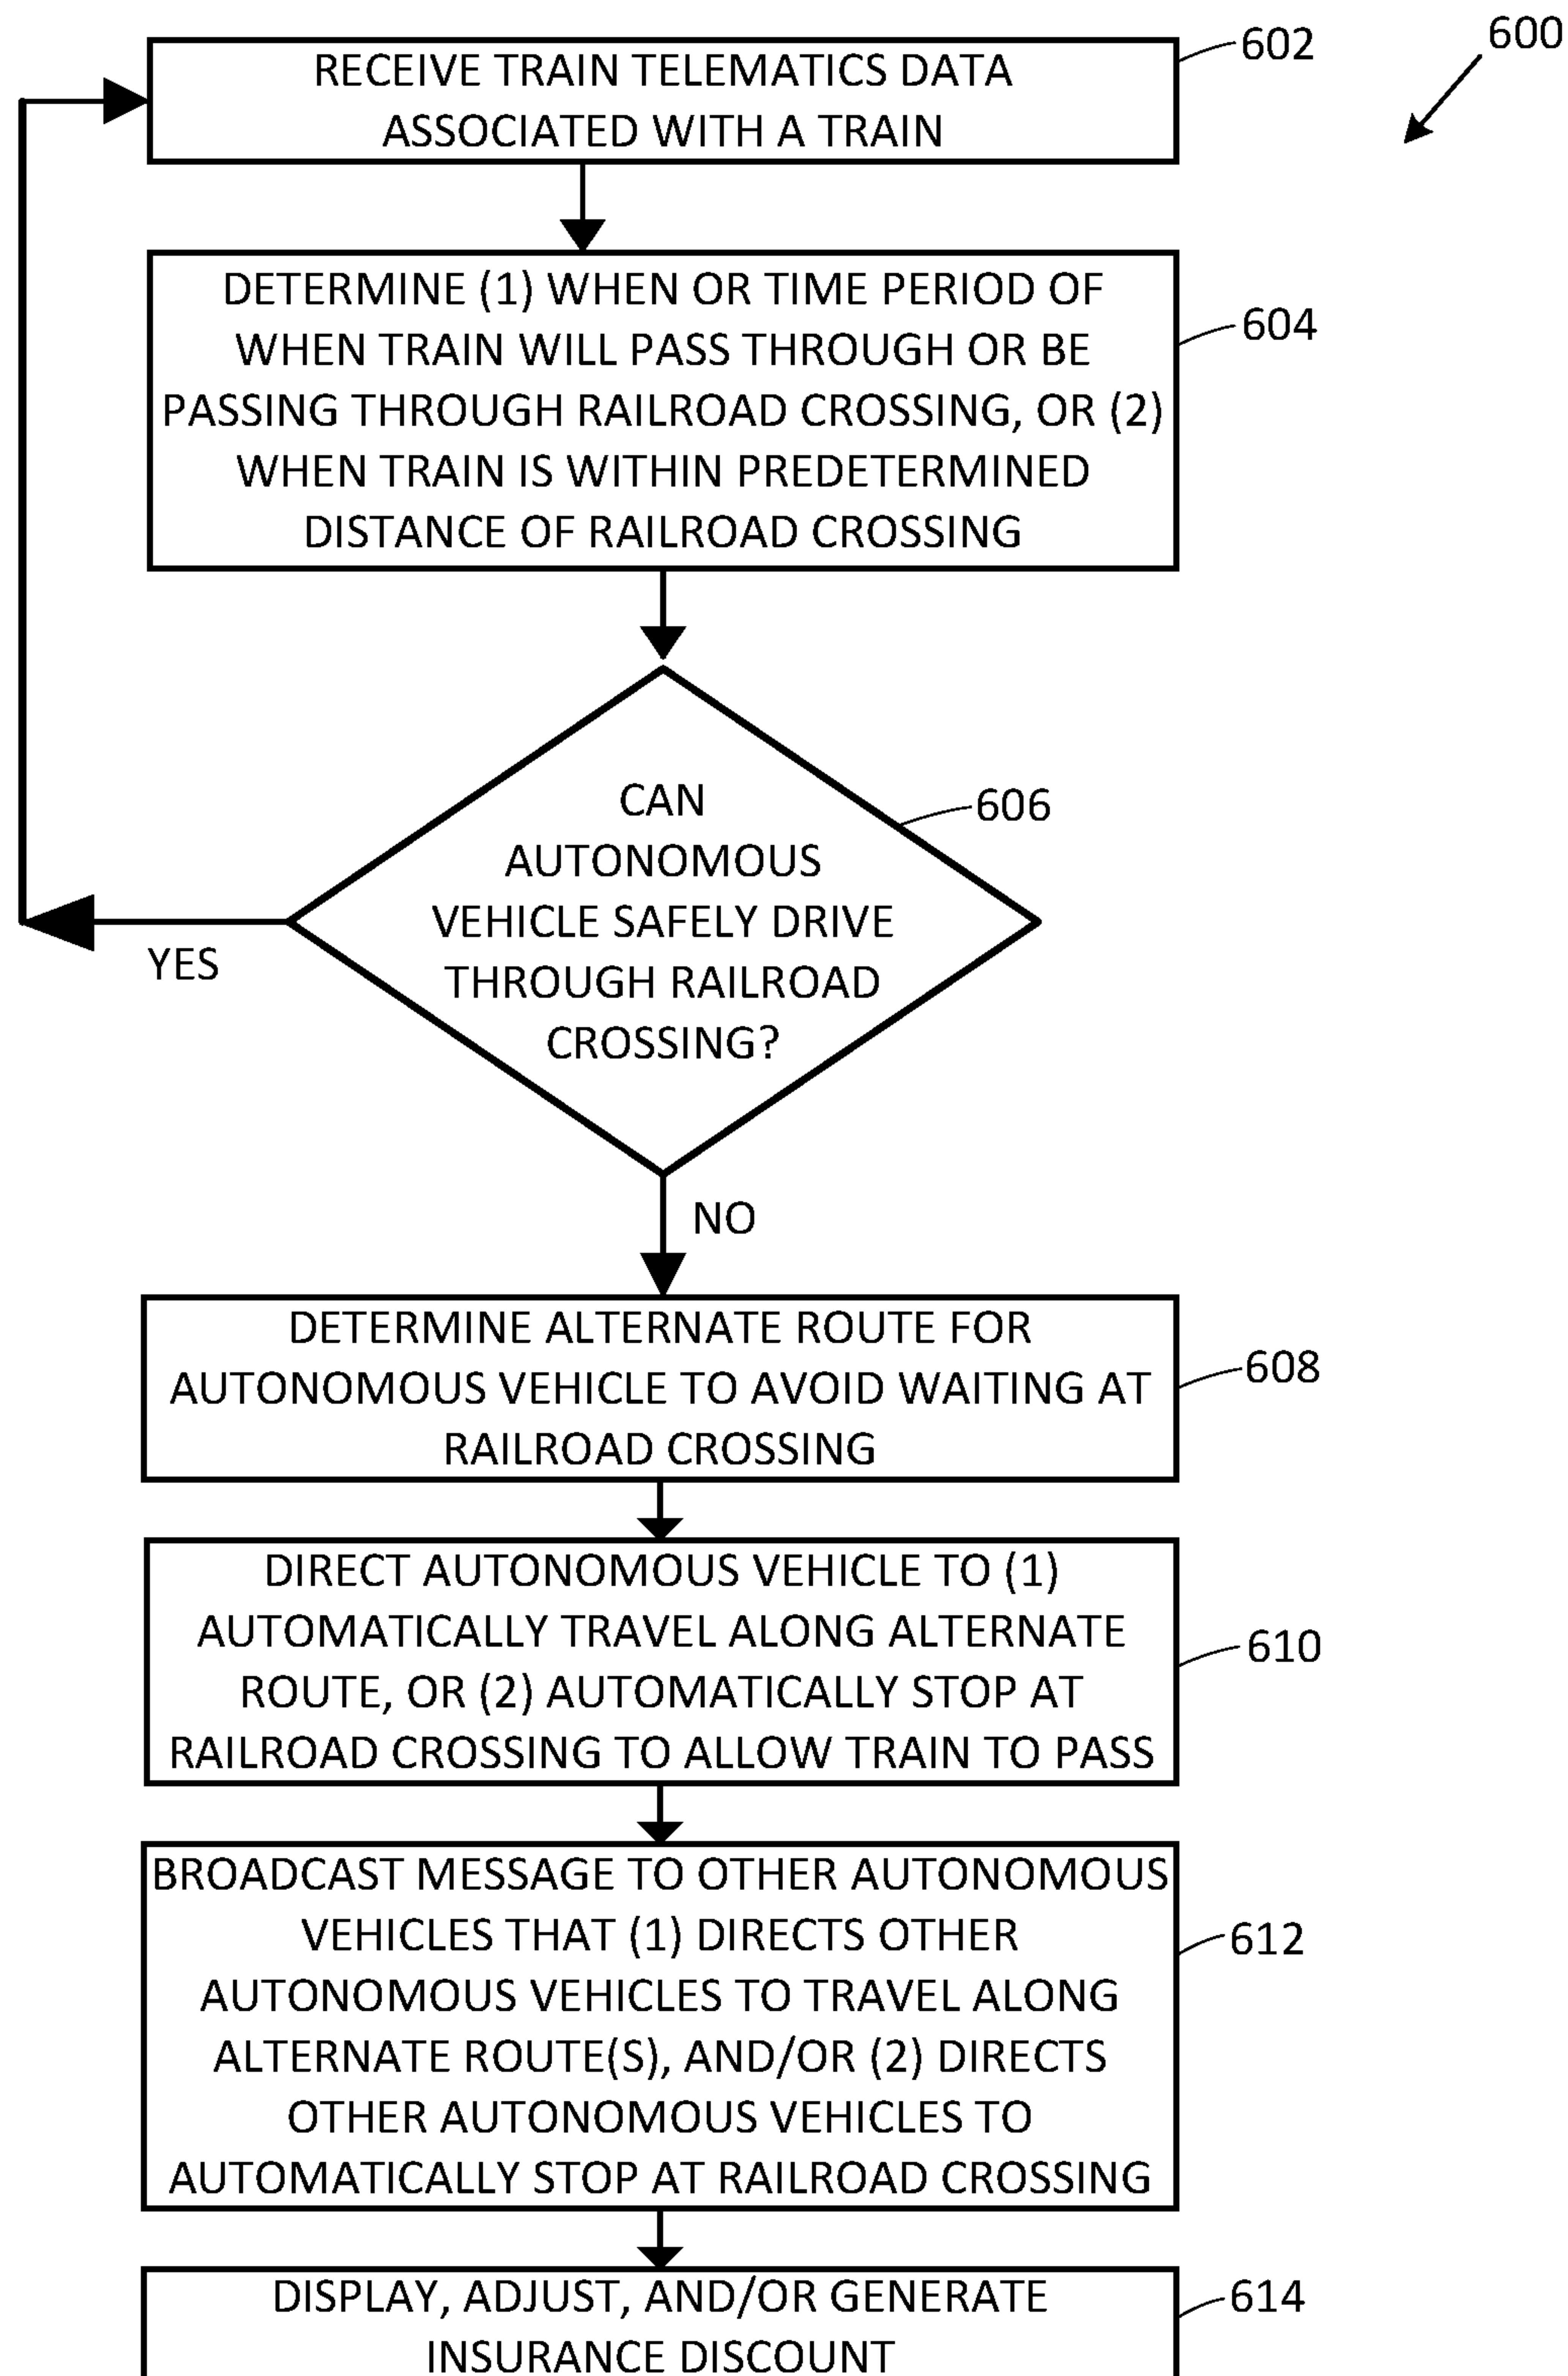 600
RECEIVE TRAIN TELEMATICS DATA
ASSOCIATED WITH A TRAIN
602
DETERMINE (1) WHEN OR TIME PERIOD OF
WHEN TRAIN WILL PASS THROUGH OR BE
PASSING THROUGH RAILROAD CROSSING, OR (2)
WHEN TRAIN IS WITHIN PREDETERMINED
DISTANCE OF RAILROAD CROSSING
604
CAN
AUTONOMOUS
VEHICLE SAFELY DRIVE
THROUGH RAILROAD
CROSSING?
606
YES
NO
DETERMINE ALTERNATE ROUTE FOR
AUTONOMOUS VEHICLE TO AVOID WAITING AT
RAILROAD CROSSING
608
DIRECT AUTONOMOUS VEHICLE TO (1)
AUTOMATICALLY TRAVEL ALONG ALTERNATE
ROUTE, OR (2) AUTOMATICALLY STOP AT
RAILROAD CROSSING TO ALLOW TRAIN TO PASS
610
BROADCAST MESSAGE TO OTHER AUTONOMOUS
VEHICLES THAT (1) DIRECTS OTHER
AUTONOMOUS VEHICLES TO TRAVEL ALONG
ALTERNATE ROUTE(S), AND/OR (2) DIRECTS
OTHER AUTONOMOUS VEHICLES TO
AUTOMATICALLY STOP AT RAILROAD CROSSING
612
DISPLAY, ADJUST, AND/OR GENERATE
INSURANCE DISCOUNT
614